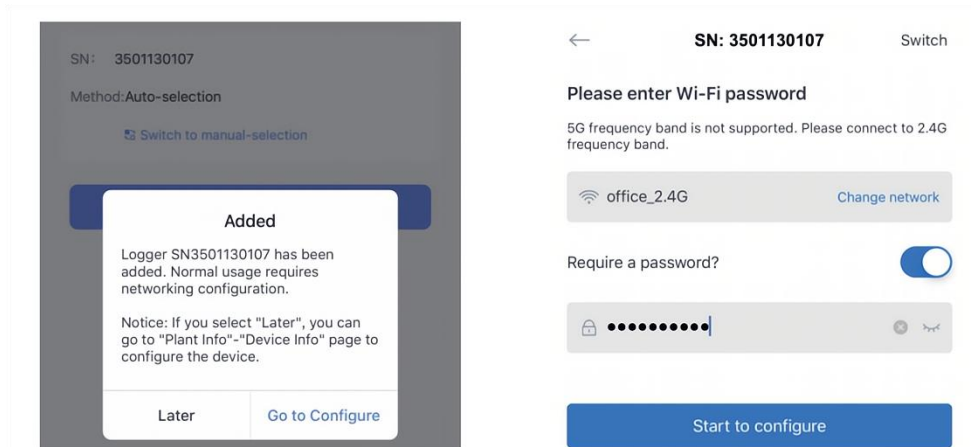 SN: 3501130107
Method:Auto-selection
Switch to manual-selection
Added
Logger SN3501130107 has been
added. Normal usage requires
networking configuration.
Notice: If you select "Later", you can
go to "Plant Info"-"Device Info" page to
configure the device.
Later
Go to Configure
SN: 3501130107
Switch
Please enter Wi-Fi password
5G frequency band is not supported. Please connect to 2.4G
frequency band.
office_2.4G
Change network
Require a password?
●●●●●●●●●●
Start to configure